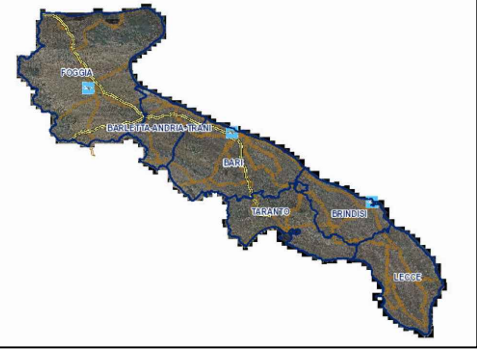 FOGGIA
BARLETTA-ANDRIA-TRANI
BARI
TARANTO
BRINDISI
LECCE